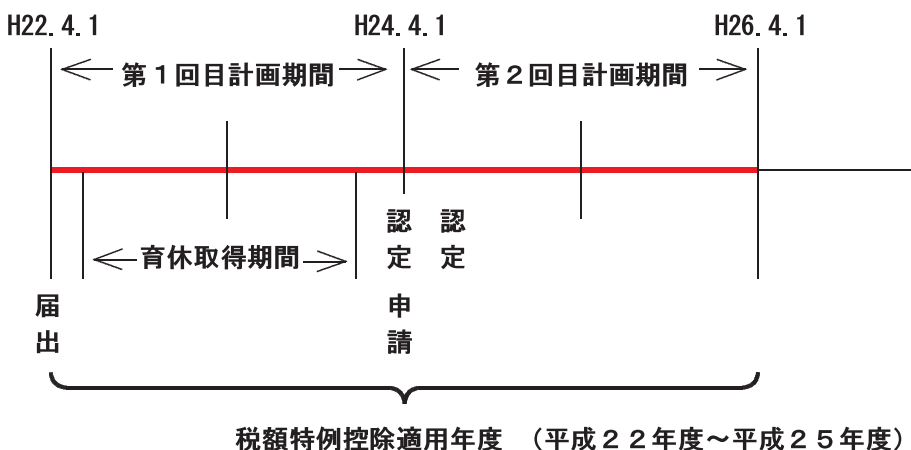 H22.4.1
H24.4.1
H26.4.1
第1回目計画期間
第2回目計画期間
育休取得期間
届出
認定申請
認定
税額特例控除適用年度 (平成22年度~平成25年度)